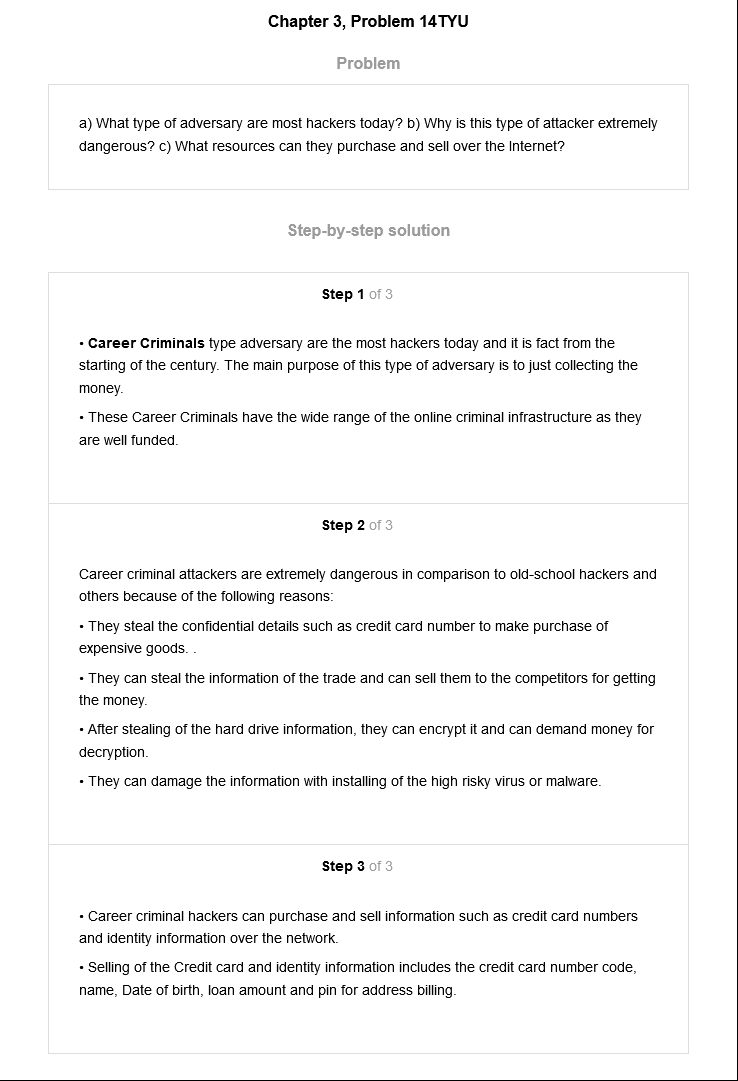 Chapter 3, Problem 14TYU
Problem
a) What type of adversary are most hackers today? b) Why is this type of attacker extremely
dangerous? c) What resources can they purchase and sell over the Internet?
Step-by-step solution
Step 1 of 3
• Career Criminals type adversary are the most hackers today and it is fact from the
starting of the century. The main purpose of this type of adversary is to just collecting the
money.
• These Career Criminals have the wide range of the online criminal infrastructure as they
are well funded.
Step 2 of 3
Career criminal attackers are extremely dangerous in comparison to old-school hackers and
others because of the following reasons:
• They steal the confidential details such as credit card number to make purchase of
expensive goods. .
• They can steal the information of the trade and can sell them to the competitors for getting
the money.
• After stealing of the hard drive information, they can encrypt it and can demand money for
decryption.
• They can damage the information with installing of the high risky virus or malware.
Step 3 of 3
• Career criminal hackers can purchase and sell information such as credit card numbers
and identity information over the network.
• Selling of the Credit card and identity information includes the credit card number code,
name, Date of birth, loan amount and pin for address billing.